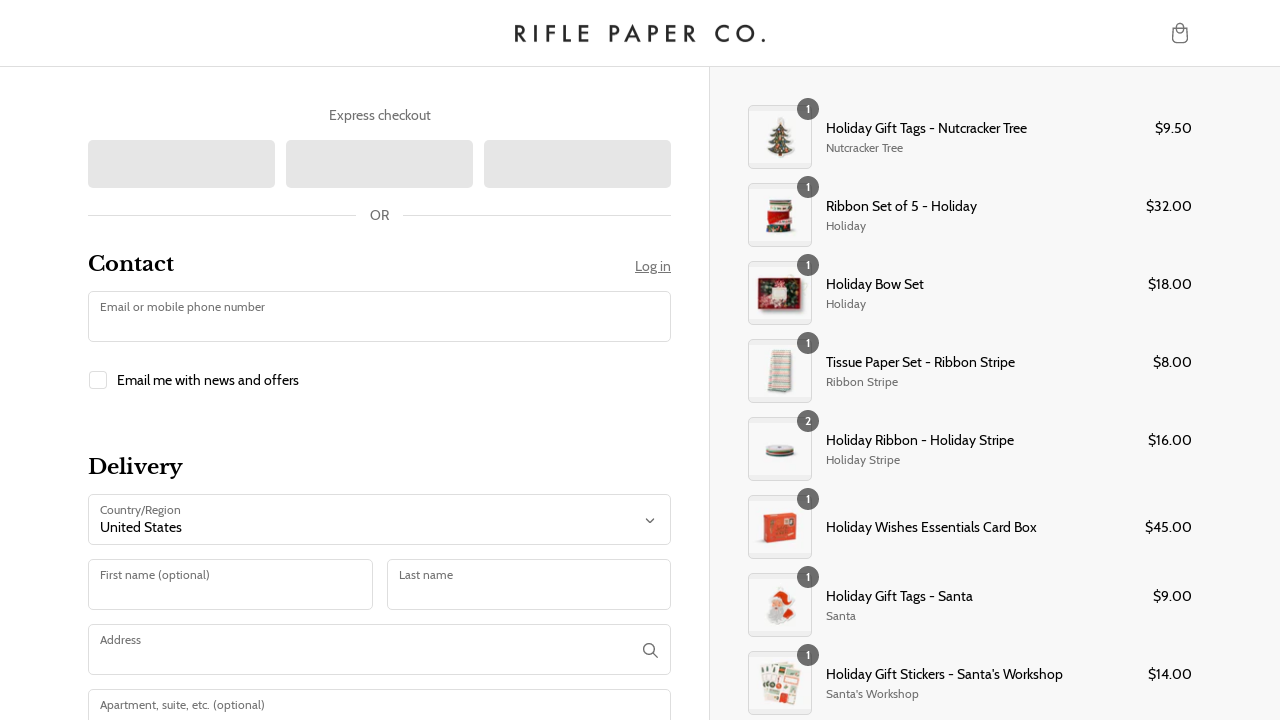 RIFLE PAPER CO.
Express checkout
OR
Contact
Log in
Email or mobile phone number
Email me with news and offers
Delivery
Country/Region
United States
First name (optional)
Last name
Address
Apartment, suite, etc. (optional)
1
Holiday Gift Tags - Nutcracker Tree
$9.50
Nutcracker Tree
1
Ribbon Set of 5 - Holiday
$32.00
Holiday
1
Holiday Bow Set
$18.00
Holiday
1
Tissue Paper Set - Ribbon Stripe
$8.00
Ribbon Stripe
2
Holiday Ribbon - Holiday Stripe
$16.00
Holiday Stripe
1
Holiday Wishes Essentials Card Box
$45.00
1
Holiday Gift Tags - Santa
$9.00
Santa
1
Holiday Gift Stickers - Santa's Workshop
$14.00
Santa's Workshop